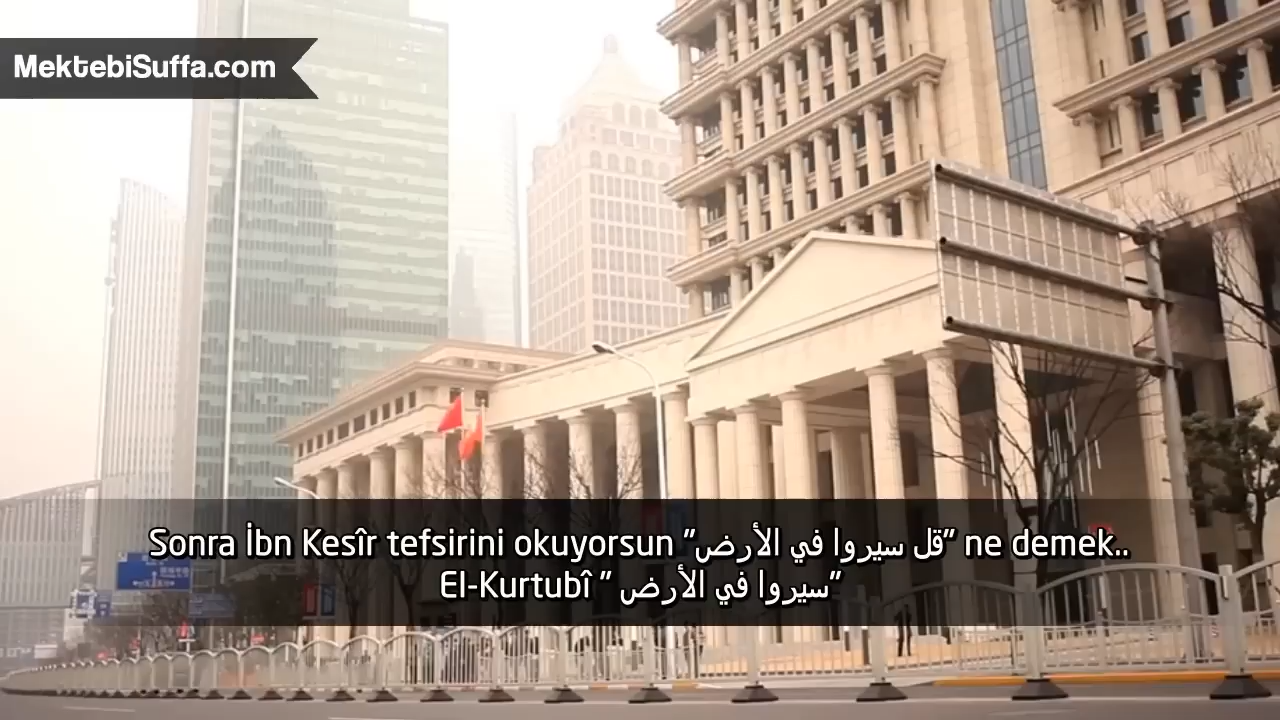 MektebiSuffa.com
Sonra İbn Kesîr tefsirini okuyorsun "قل سيروا في الأرض" ne demek..
El-Kurtubî "سيروا في الأرض"